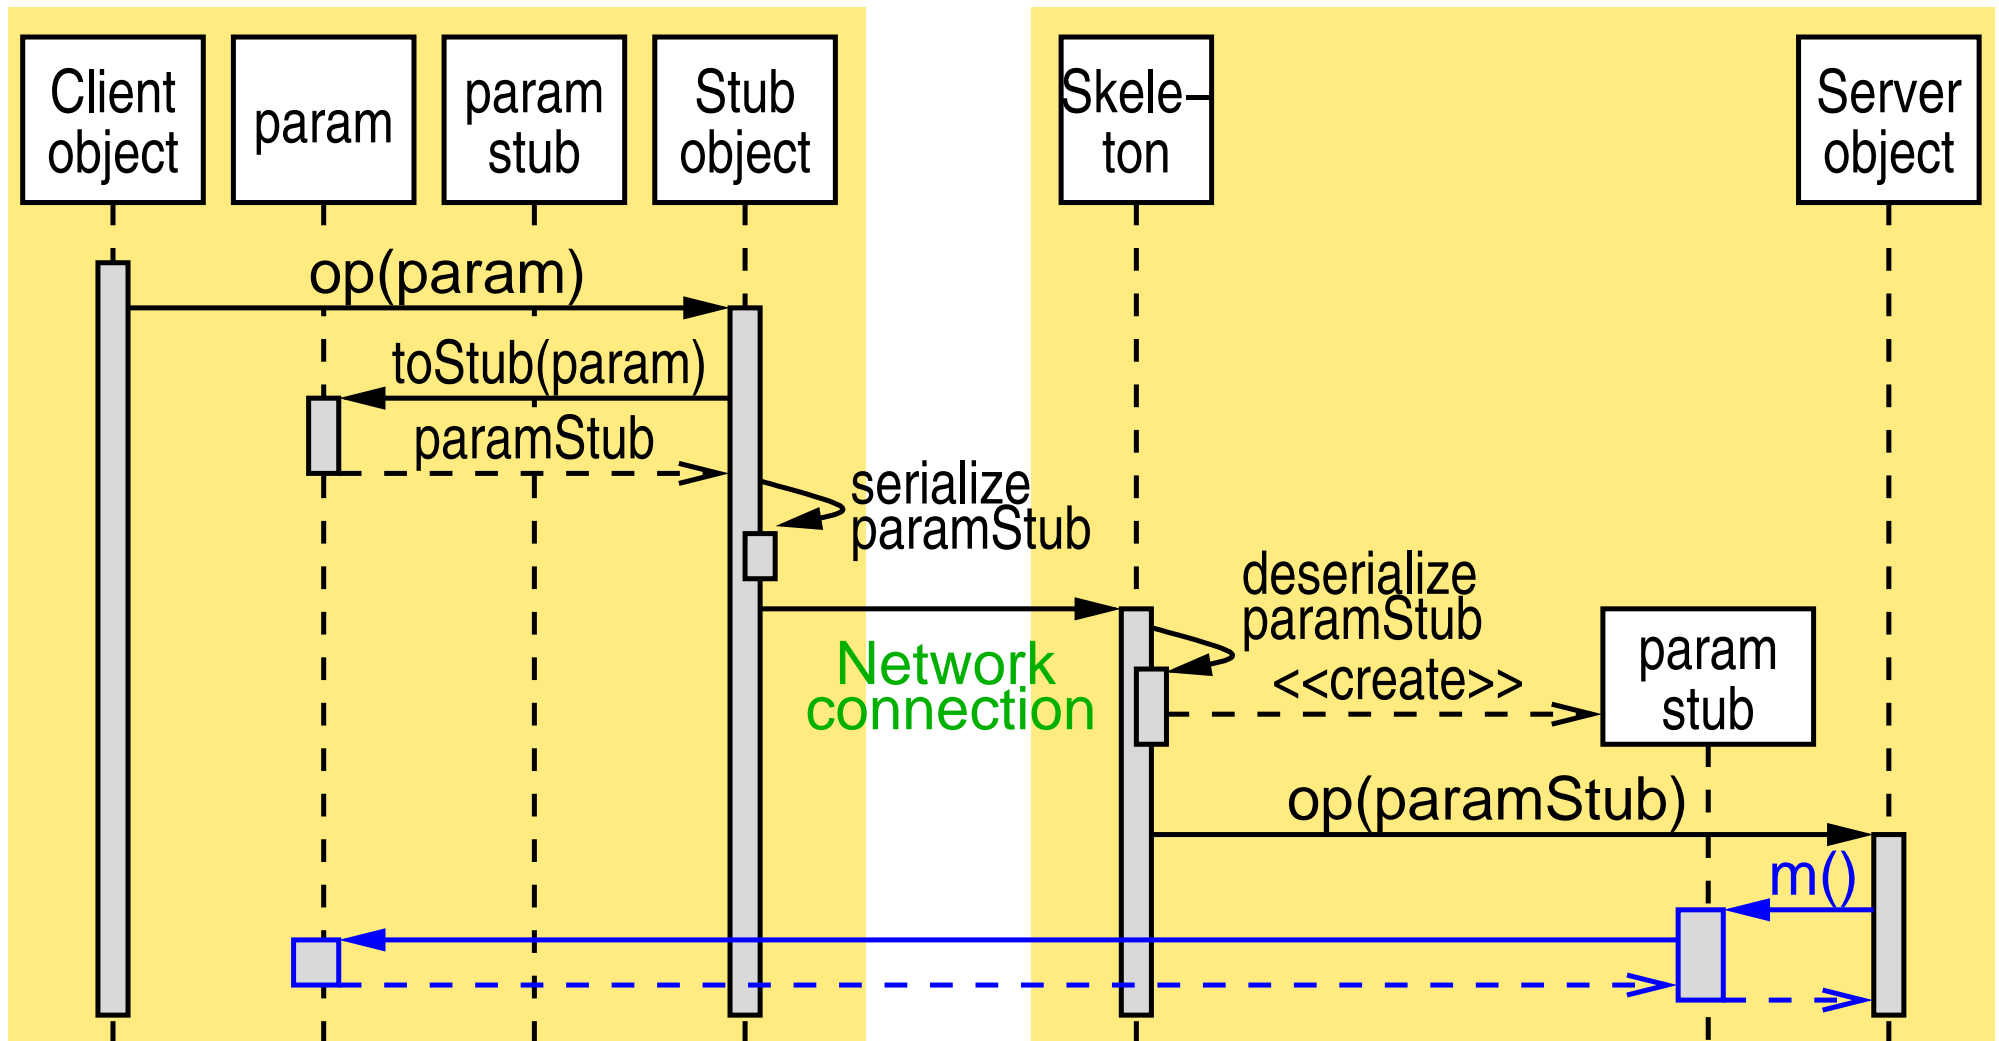 Client
object
param
param
stub
Stub
object
Skele–
ton
Server
object
op(param)
toStub(param)
paramStub
serialize
paramStub
deserialize
paramStub
<<create>>
param
stub
Network
connection
op(paramStub)
m()